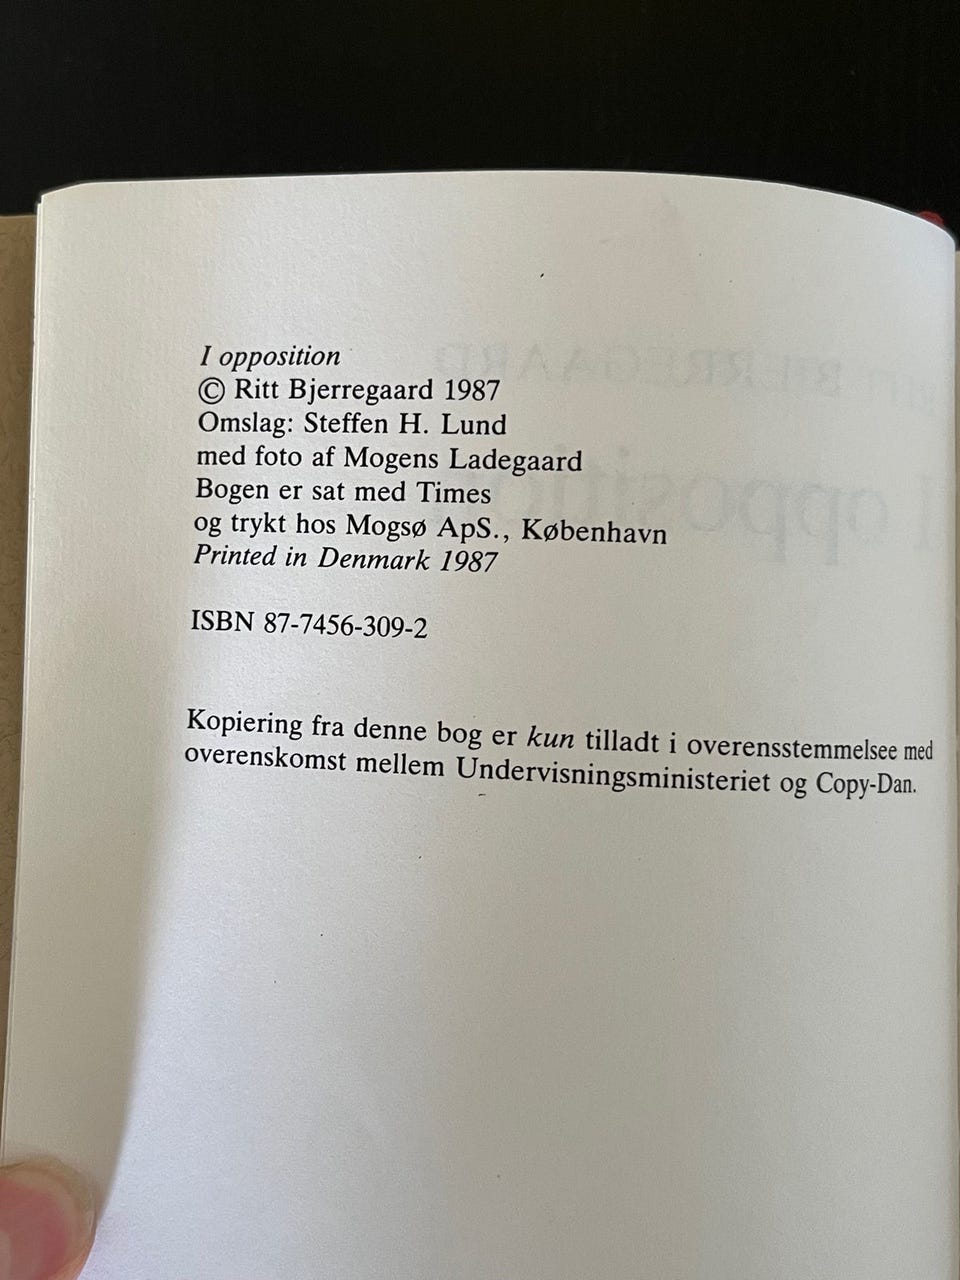 I opposition
© Ritt Bjerregaard 1987
Omslag: Steffen H. Lund
med foto af Mogens Ladegaard
Bogen er sat med Times
og trykt hos Mogsø ApS., København
Printed in Denmark 1987
ISBN 87-7456-309-2
Kopiering fra denne bog er kun tilladt i overensstemmelsee med
overenskomst mellem Undervisningsministeriet og Copy-Dan.